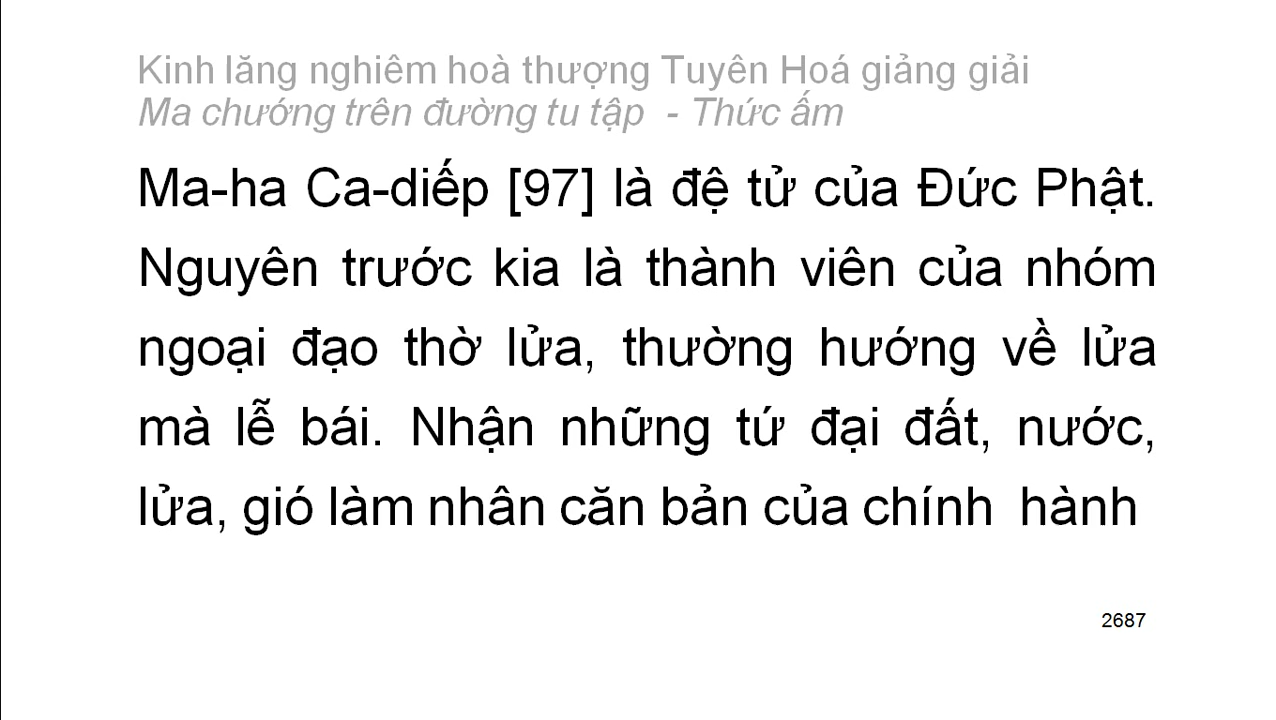 Kinh lăng nghiêm hoà thượng Tuyên Hoá giảng giải
Ma chướng trên đường tu tập - Thức ấm
Ma-ha Ca-diếp [97] là đệ tử của Đức Phật.
Nguyên trước kia là thành viên của nhóm
ngoại đạo thờ lửa, thường hướng về lửa
mà lễ bái. Nhận những tứ đại đất, nước,
lửa, gió làm nhân căn bản của chính hành
2687